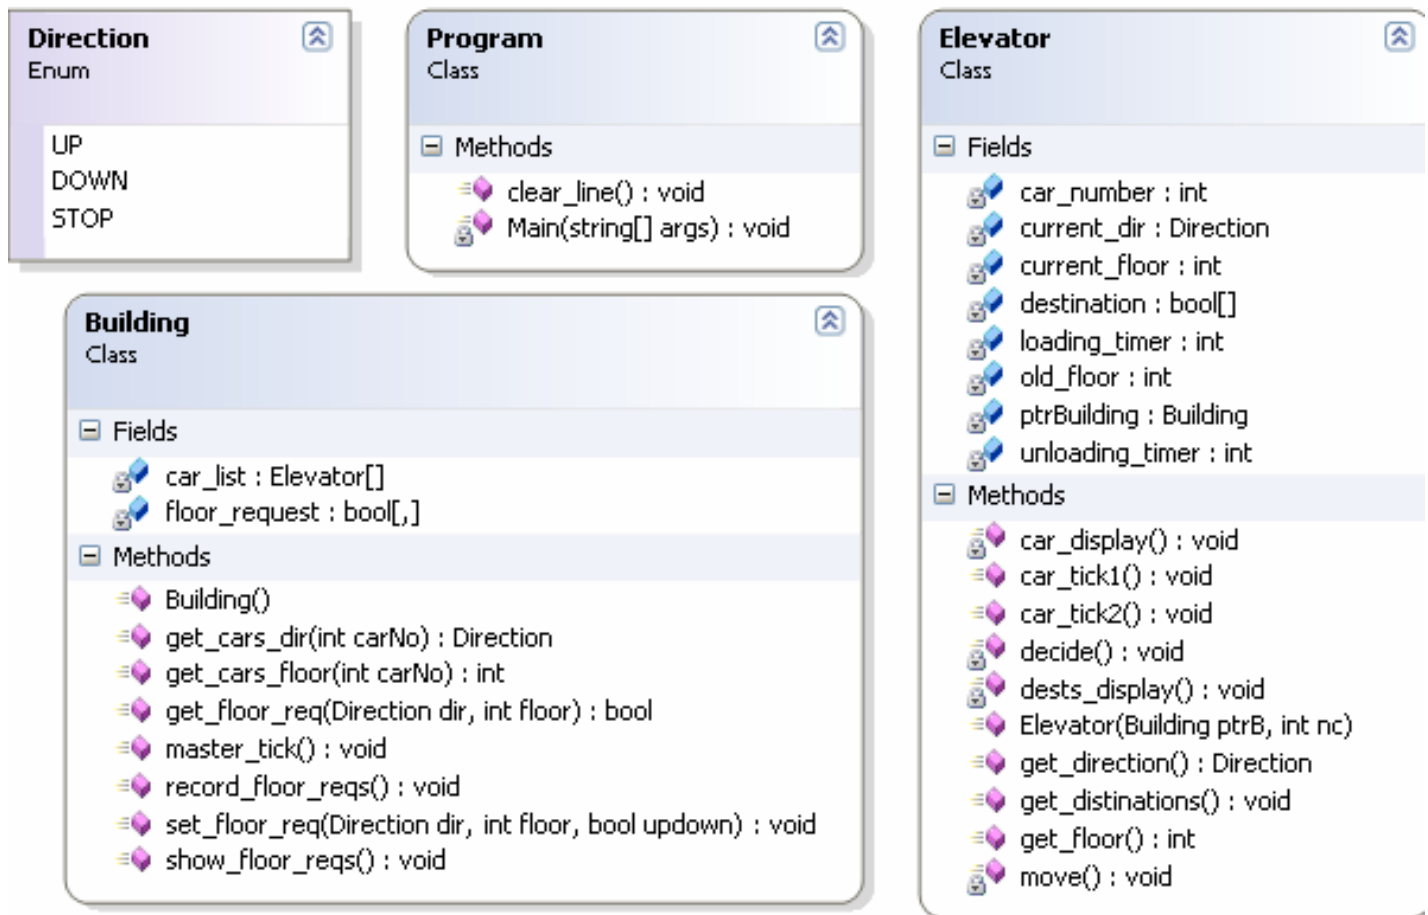 Direction
Enum
UP
DOWN
STOP
Program
Class
Methods
clear_line() : void
Main(string[] args) : void
Building
Class
Fields
car_list : Elevator[]
floor_request : bool[,]
Methods
Building()
get_cars_dir(int carNo) : Direction
get_cars_floor(int carNo) : int
get_floor_req(Direction dir, int floor) : bool
master_tick() : void
record_floor_reqs() : void
set_floor_req(Direction dir, int floor, bool updown) : void
show_floor_reqs() : void
Elevator
Class
Fields
car_number : int
current_dir : Direction
current_floor : int
destination : bool[]
loading_timer : int
old_floor : int
ptrBuilding : Building
unloading_timer : int
Methods
car_display() : void
car_tick1() : void
car_tick2() : void
decide() : void
dests_display() : void
Elevator(Building ptrB, int nc)
get_direction() : Direction
get_distinations() : void
get_floor() : int
move() : void